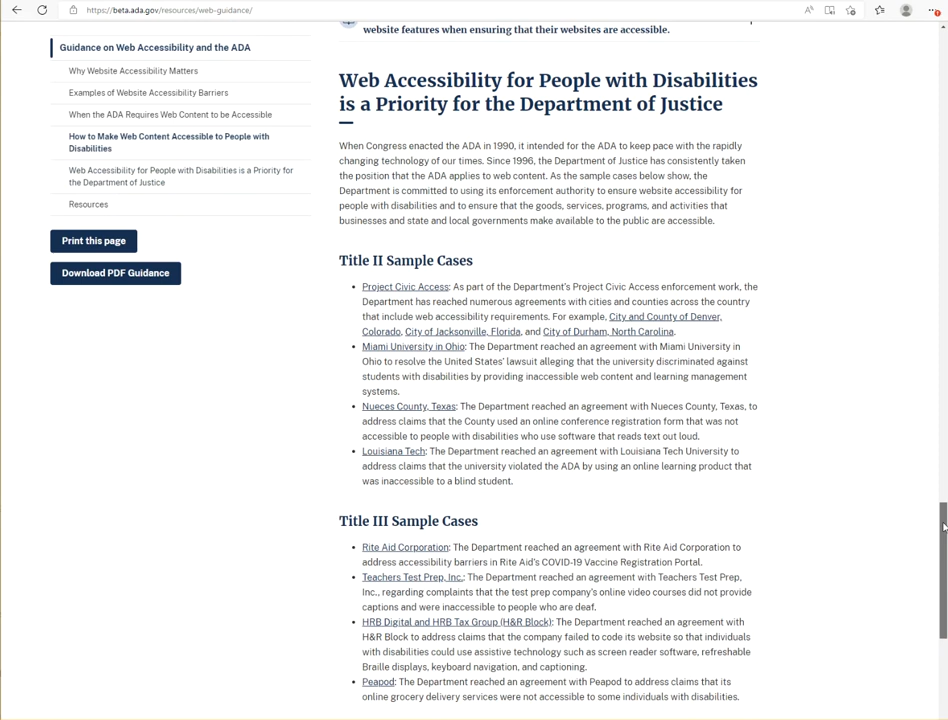 https://beta.ada.gov/resources/web-guidance/
Guidance on Web Accessibility and the ADA
Why Website Accessibility Matters
Examples of Website Accessibility Barriers
When the ADA Requires Web Content to be Accessible
How to Make Web Content Accessible to People with
Disabilities
Web Accessibility for People with Disabilities is a Priority for
the Department of Justice
Resources
Print this page
Download PDF Guidance
website features when ensuring that their websites are accessible.
Web Accessibility for People with Disabilities
is a Priority for the Department of Justice
When Congress enacted the ADA in 1990, it intended for the ADA to keep pace with the rapidly
changing technology of our times. Since 1996, the Department of Justice has consistently taken
the position that the ADA applies to web content. As the sample cases below show, the
Department is committed to using its enforcement authority to ensure website accessibility for
people with disabilities and to ensure that the goods, services, programs, and activities that
businesses and state and local governments make available to the public are accessible.
Title II Sample Cases
• Project Civic Access: As part of the Department's Project Civic Access enforcement work, the
Department has reached numerous agreements with cities and counties across the country
that include web accessibility requirements. For example, City and County of Denver,
Colorado, City of Jacksonville, Florida, and City of Durham, North Carolina.
• Miami University in Ohio: The Department reached an agreement with Miami University in
Ohio to resolve the United States' lawsuit alleging that the university discriminated against
students with disabilities by providing inaccessible web content and learning management
systems.
• Nueces County, Texas: The Department reached an agreement with Nueces County, Texas, to
address claims that the County used an online conference registration form that was not
accessible to people with disabilities who use software that reads text out loud.
• Louisiana Tech: The Department reached an agreement with Louisiana Tech University to
address claims that the university violated the ADA by using an online learning product that
was inaccessible to a blind student.
Title III Sample Cases
• Rite Aid Corporation: The Department reached an agreement with Rite Aid Corporation to
address accessibility barriers in Rite Aid's COVID-19 Vaccine Registration Portal.
• Teachers Test Prep, Inc.: The Department reached an agreement with Teachers Test Prep,
Inc., regarding complaints that the test prep company's online video courses did not provide
captions and were inaccessible to people who are deaf.
• HRB Digital and HRB Tax Group (H&R Block): The Department reached an agreement with
H&R Block to address claims that the company failed to code its website so that individuals
with disabilities could use assistive technology such as screen reader software, refreshable
Braille displays, keyboard navigation, and captioning.
• Peapod: The Department reached an agreement with Peapod to address claims that its
online grocery delivery services were not accessible to some individuals with disabilities.